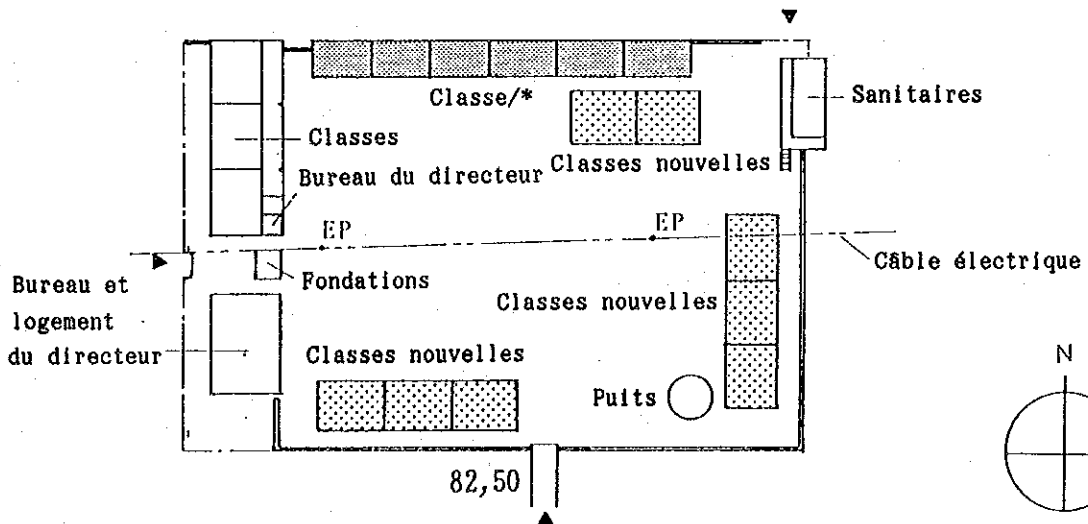 Classe/*
Sanitaires
Classes
Classes nouvelles
Bureau du directeur
EP
EP
Câble électrique
Fondations
Bureau et
logement
du directeur
Classes nouvelles
Classes nouvelles
Puits
N
82,50